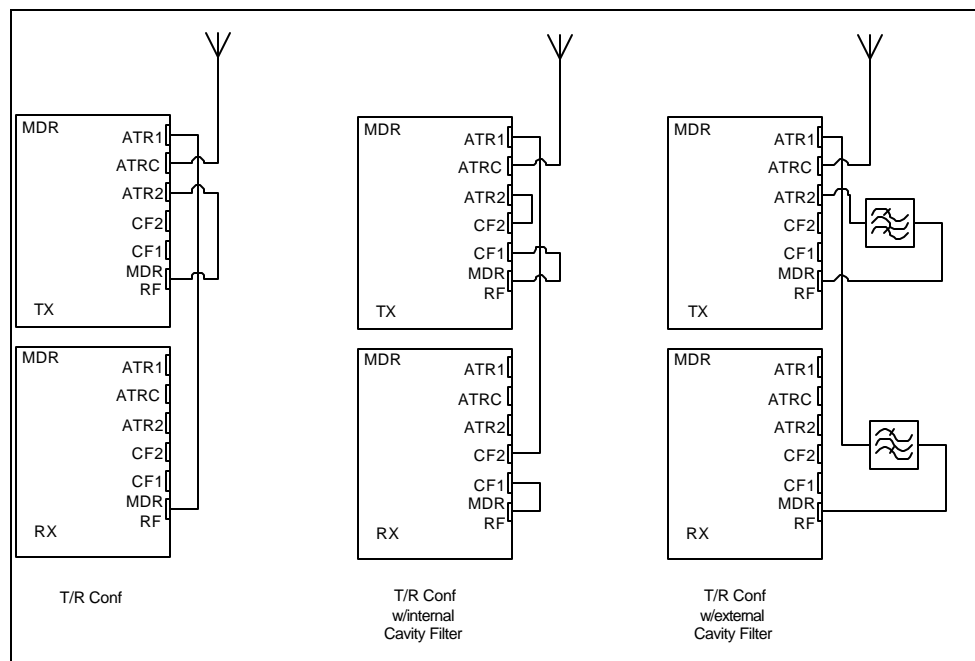 MDR
ATR1
ATRC
ATR2
CF2
CF1
MDR
RF
TX
MDR
ATR1
ATRC
ATR2
CF2
CF1
MDR
RF
RX
T/R Conf
MDR
ATR1
ATRC
ATR2
CF2
CF1
MDR
RF
TX
MDR
ATR1
ATRC
ATR2
CF2
CF1
MDR
RF
RX
T/R Conf
w/internal
Cavity Filter
MDR
ATR1
ATRC
ATR2
CF2
CF1
MDR
RF
TX
MDR
ATR1
ATRC
ATR2
CF2
CF1
MDR
RF
RX
T/R Conf
w/external
Cavity Filter